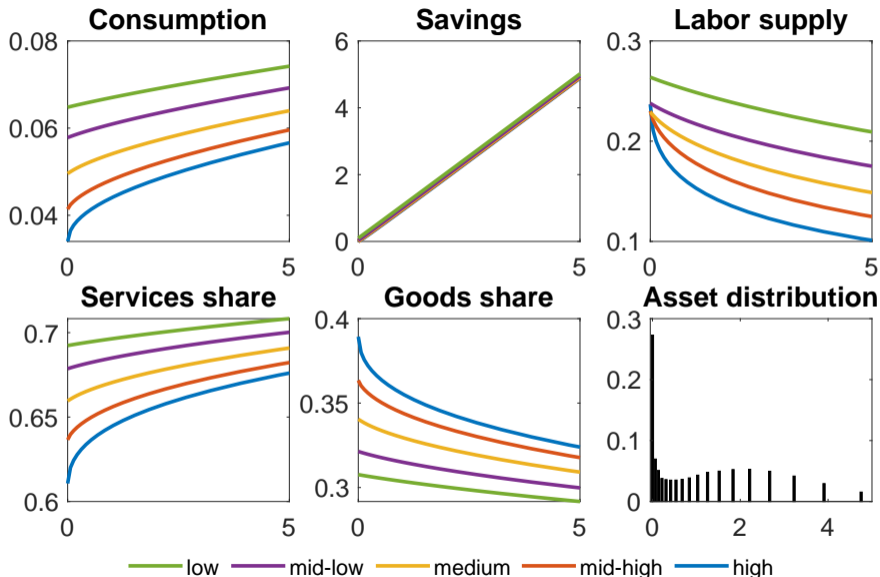 Consumption Savings Labor supply
0.08 6 0.3
0.06 4 0.2
0.04 2 0.1
0
0 5 0 5 0 5
Services share Goods share Asset distribution
0.7 0.4 0.3
0.65 0.35 0.2
0.6 0.3 0.1
0
0 5 0 5 0 2 4
low mid-low medium mid-high high